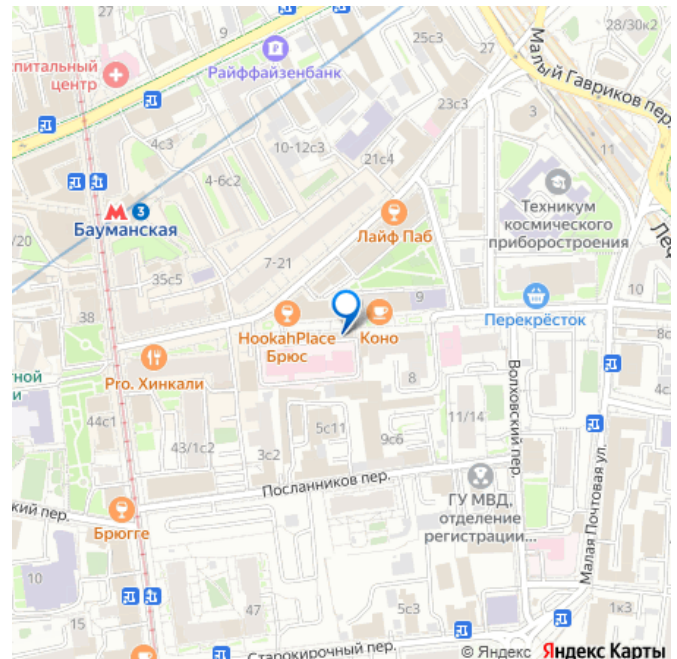 28/30к2
25с3
27
Малый Гавриков пер.
спитальный
центр
Райффайзенбанк
27
23с3
3
4с3
10-12с3
11
21с4
4-6с2
Техникум
космического
приборостроения
3
Бауманская
Лайф Паб
/20
7-21
35с5
9
10
38
HookahPlace
Брюс
Коно
Перекрёсток
Pro. Хинкали
8
4с
44с1
11/14
5с11
43/1с2
9с6
3с2
Волховский пер.
Малая Почтовая ул.
Посланников пер.
ГУ МВД,
отделение
регистрации...
кий пер.
Брюгге
10
47
5с3
1к3
15
Старокирочный пер.
© Яндекс Яндекс Карты